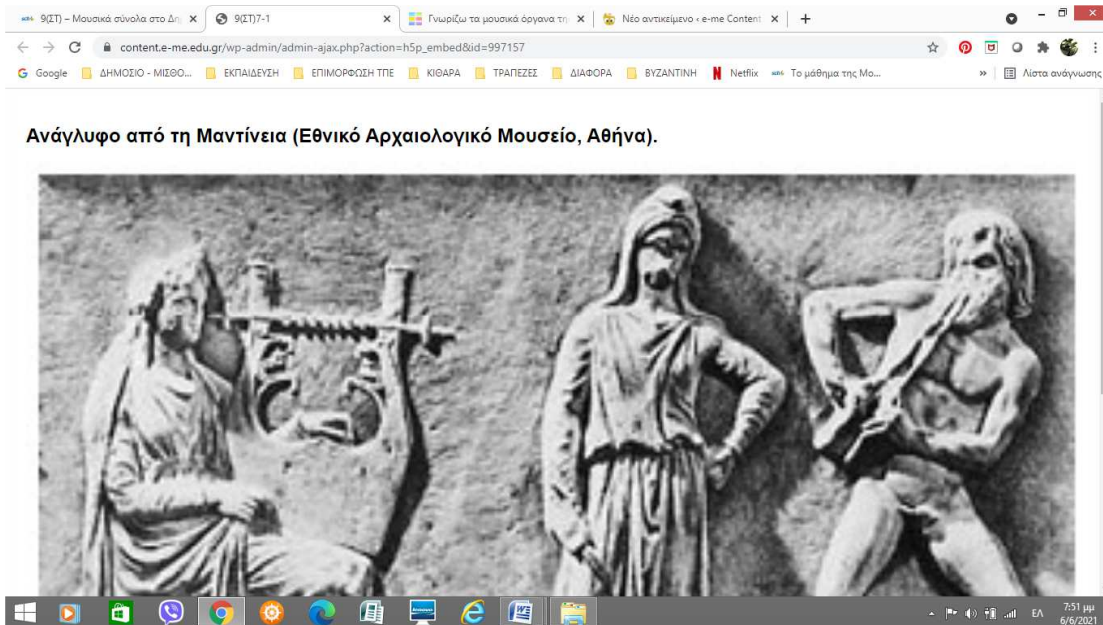 9(ΣΤ) – Μουσικά σύνολα στο Δη
9(ΣΤ)7-1
Γνωρίζω τα μουσικά όργανα τη
Νέο αντικείμενο ‹ e-me Content
content.e-me.edu.gr/wp-admin/admin-ajax.php?action=h5p_embed&id=997157
Google ΔΗΜΟΣΙΟ - ΜΙΣΘΟ... ΕΚΠΑΙΔΕΥΣΗ ΕΠΙΜΟΡΦΩΣΗ ΤΠΕ ΚΙΘΑΡΑ ΤΡΑΠΕΖΕΣ ΔΙΑΦΟΡΑ ΒΥΖΑΝΤΙΝΗ Netflix Το μάθημα της Μο... » Λίστα ανάγνωσης
Ανάγλυφο από τη Μαντίνεια (Εθνικό Αρχαιολογικό Μουσείο, Αθήνα).
ΕΛ
7:51 μμ
6/6/2021